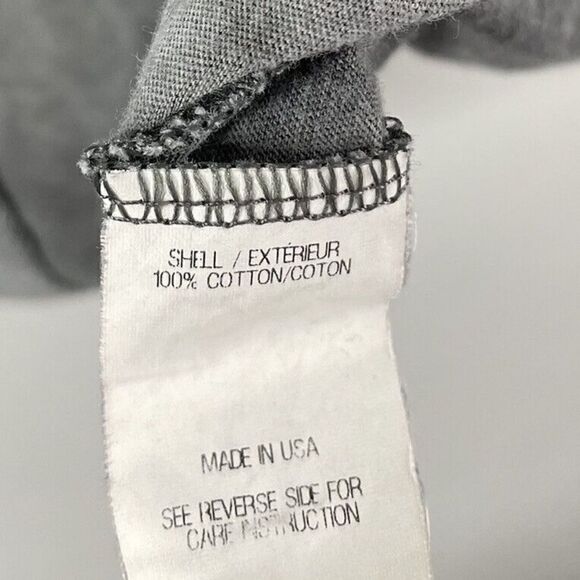 SHELL / EXTÉRIEUR
100% COTTON/COTON
MADE IN USA
SEE REVERSE SIDE FOR
CARE INSTRUCTION